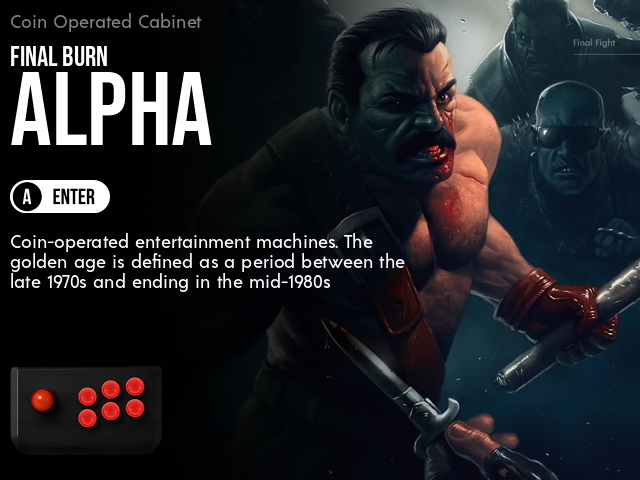 Coin Operated Cabinet
Final Fight
FINAL BURN
ALPHA
A ENTER
Coin-operated entertainment machines. The
golden age is defined as a period between the
late 1970s and ending in the mid-1980s